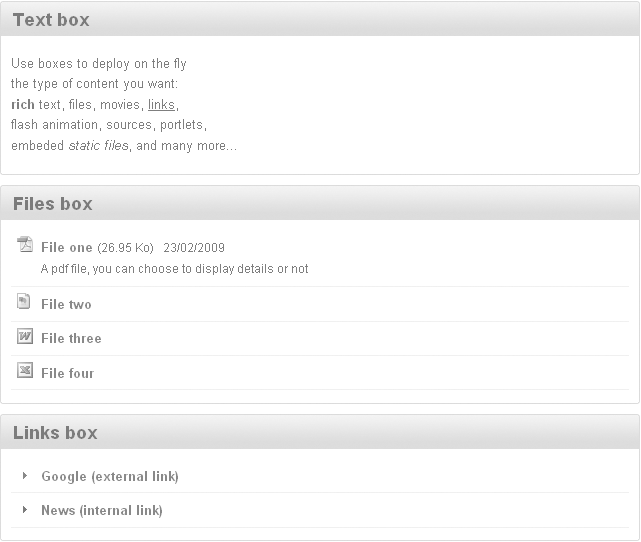 Text box
Use boxes to deploy on the fly
the type of content you want:
rich text, files, movies, links,
flash animation, sources, portlets,
embeded static files, and many more...
Files box
File one (26.95 Ko) 23/02/2009
A pdf file, you can choose to display details or not
File two
File three
File four
Links box
Google (external link)
News (internal link)